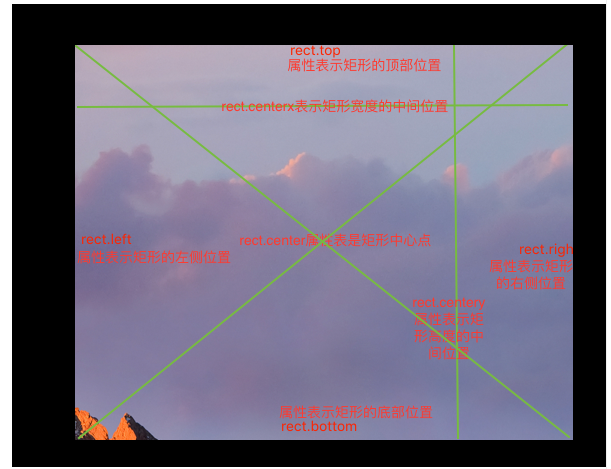 rect.top
属性表示矩形的顶部位置
rect.centerx表示矩形宽度的中间位置
rect.left
属性表示矩形的左侧位置
rect.center属性表是矩形中心点
rect.righ
属性表示矩形
的右侧位置
rect.centery
属性表示矩
形高度的中
间位置
属性表示矩形的底部位置
rect.bottom